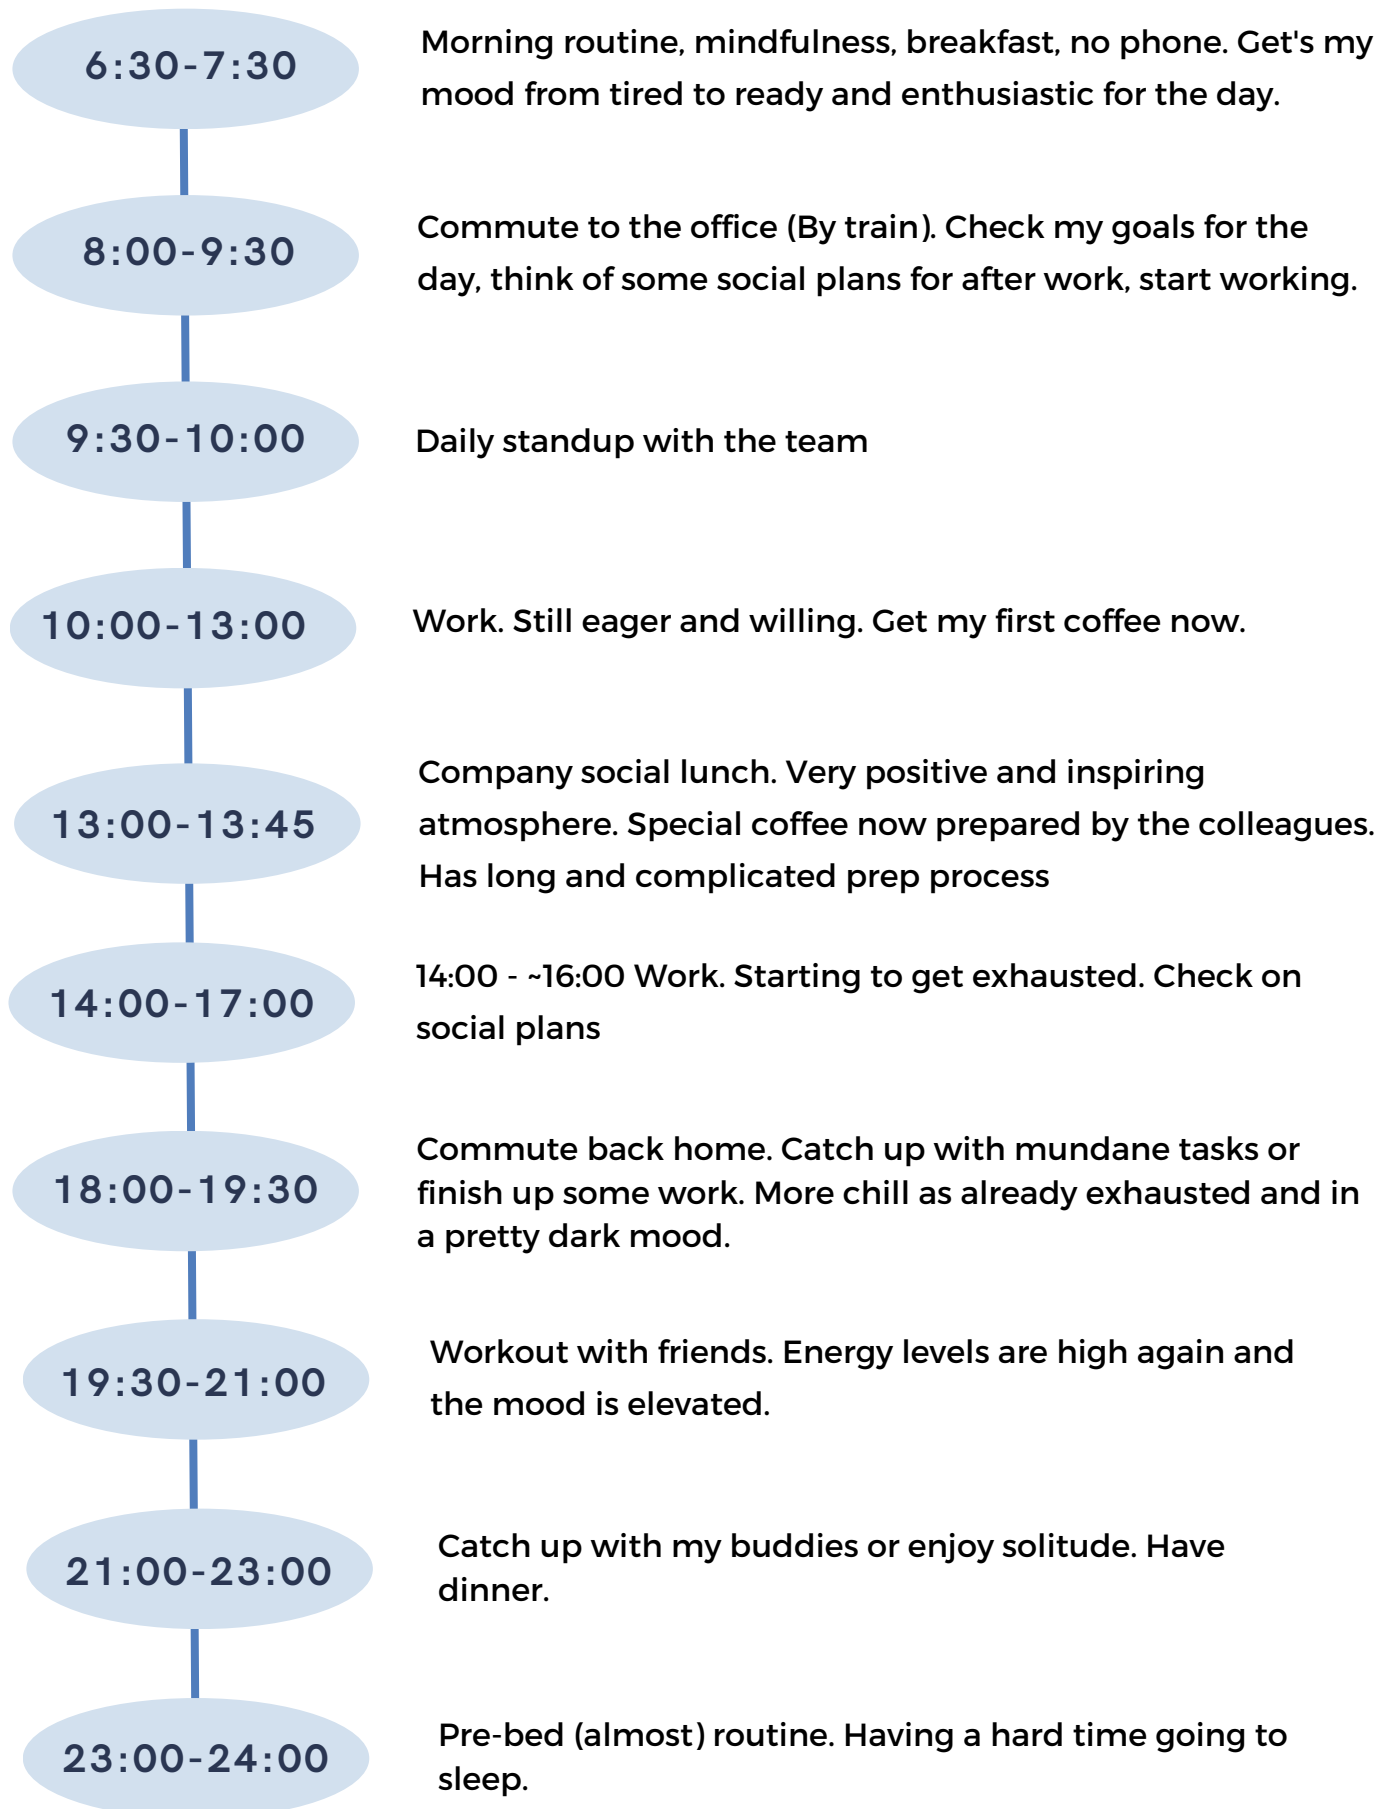 6:30-7:30
Morning routine, mindfulness, breakfast, no phone. Get's my
mood from tired to ready and enthusiastic for the day.
8:00-9:30
Commute to the office (By train). Check my goals for the
day, think of some social plans for after work, start working.
9:30-10:00
Daily standup with the team
10:00-13:00
Work. Still eager and willing. Get my first coffee now.
13:00-13:45
Company social lunch. Very positive and inspiring
atmosphere. Special coffee now prepared by the colleagues.
Has long and complicated prep process
14:00-17:00
14:00 - ~16:00 Work. Starting to get exhausted. Check on
social plans
18:00-19:30
Commute back home. Catch up with mundane tasks or
finish up some work. More chill as already exhausted and in
a pretty dark mood.
19:30-21:00
Workout with friends. Energy levels are high again and
the mood is elevated.
21:00-23:00
Catch up with my buddies or enjoy solitude. Have
dinner.
23:00-24:00
Pre-bed (almost) routine. Having a hard time going to
sleep.